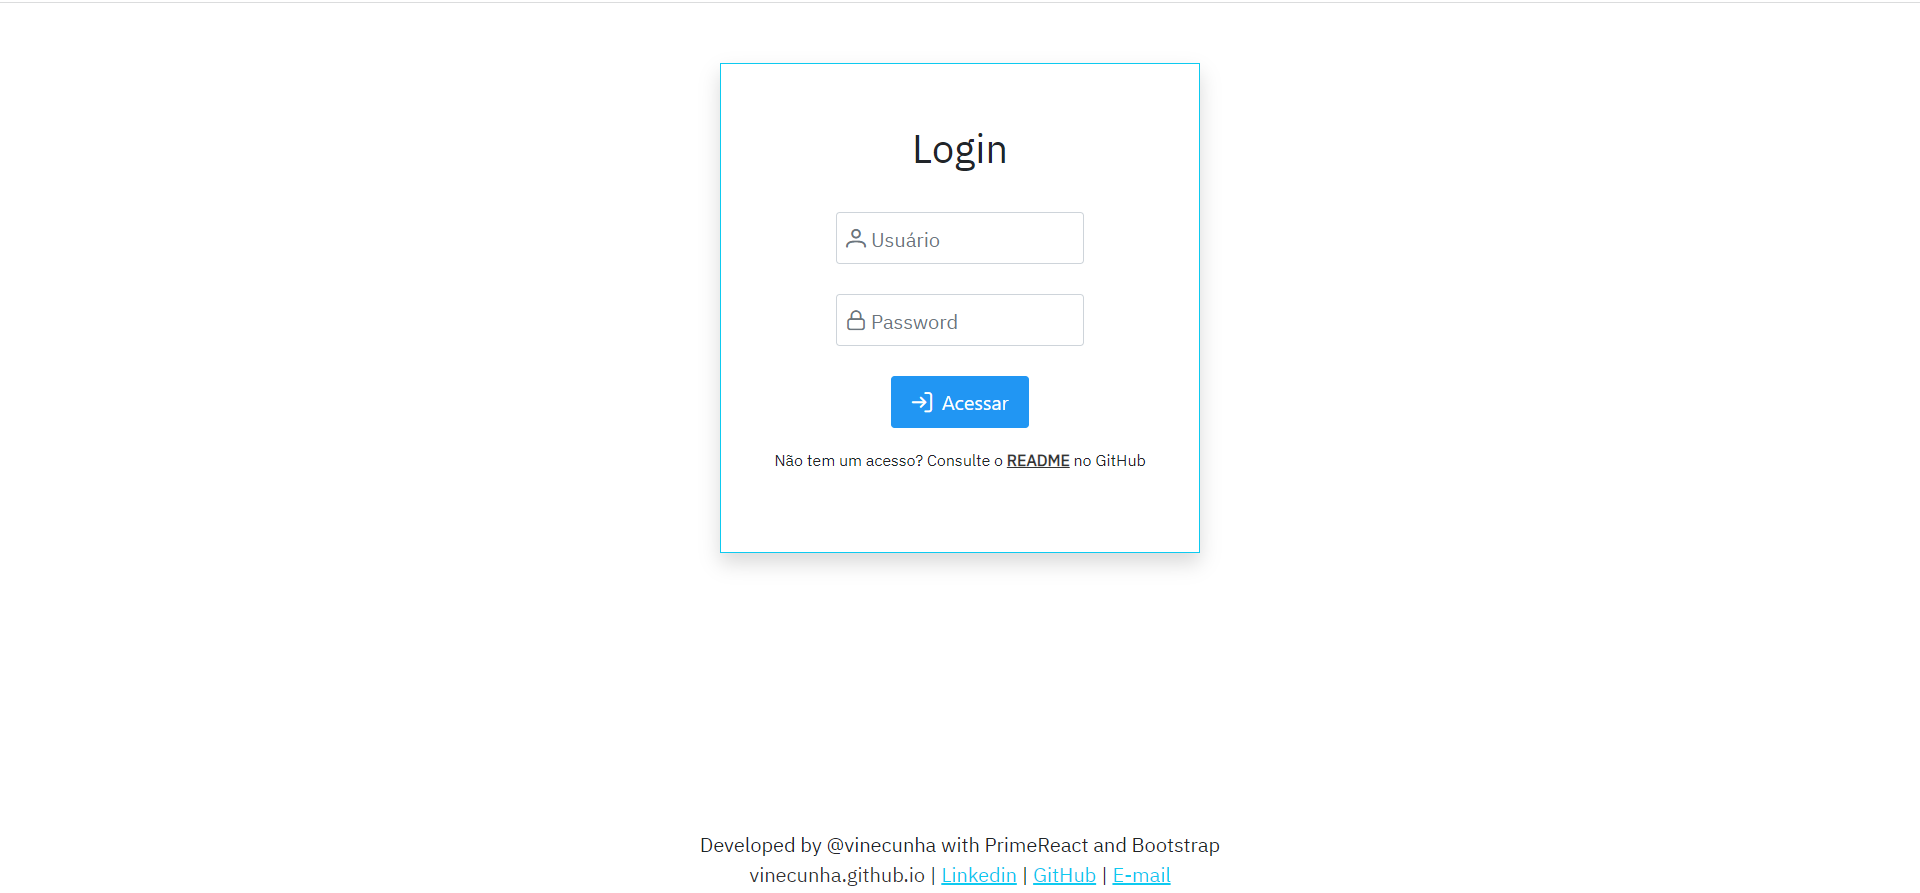 Login
Usuário
Password
Acessar
Não tem um acesso? Consulte o README no GitHub
Developed by @vinecunha with PrimeReact and Bootstrap
vinecunha.github.io | Linkedin | GitHub | E-mail